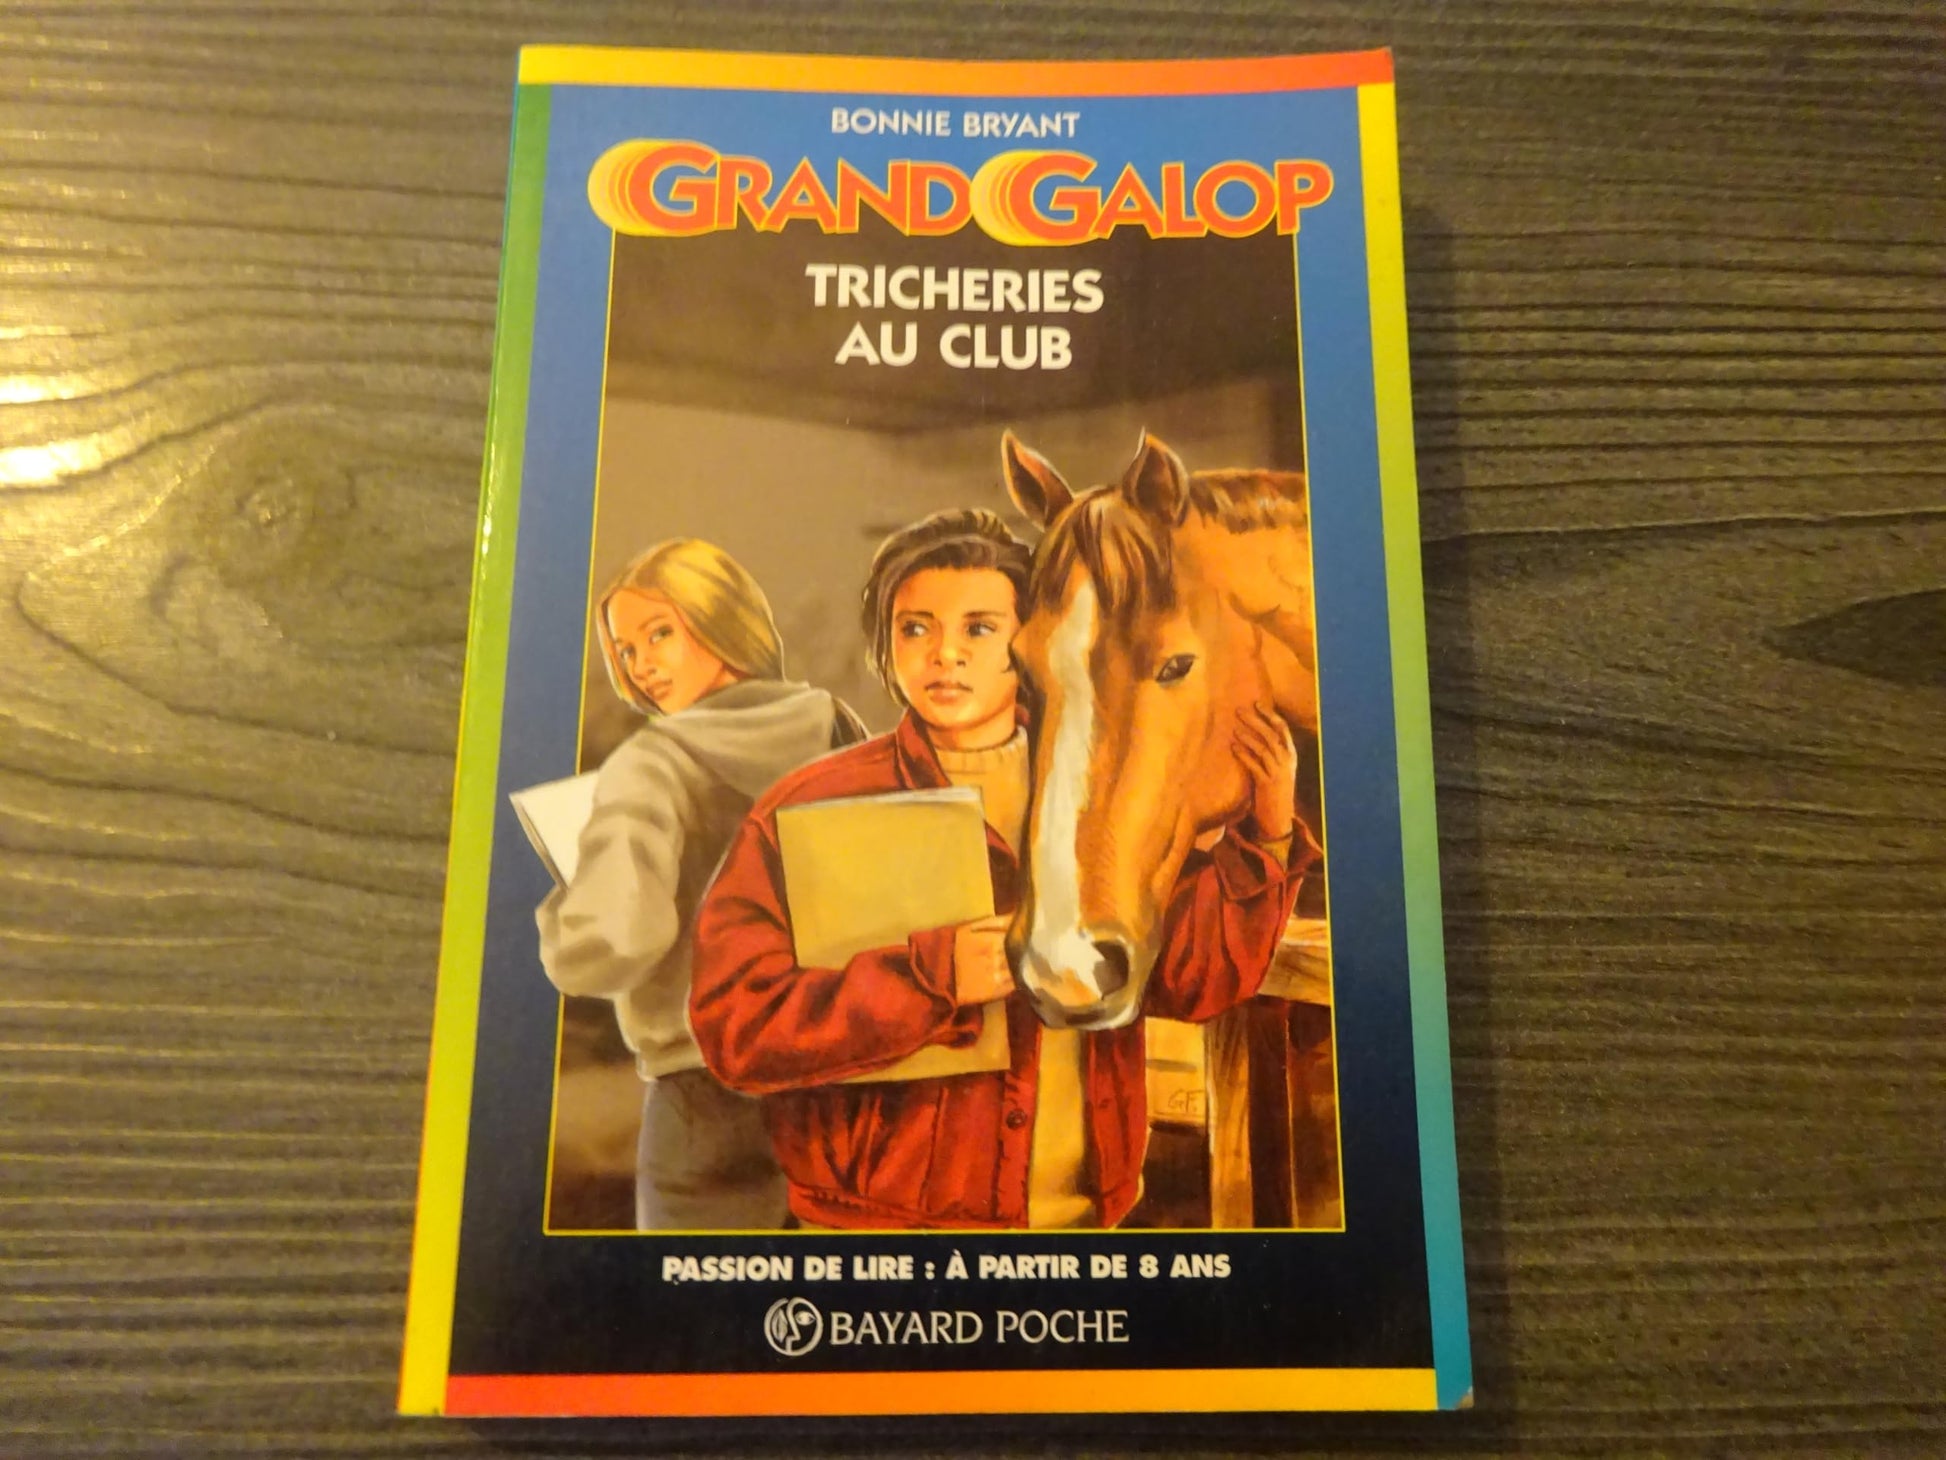 BONNIE BRYANT
GRAND GALOP
TRICHERIES
AU CLUB
G.F.
PASSION DE LIRE : À PARTIR DE 8 ANS
BAYARD POCHE